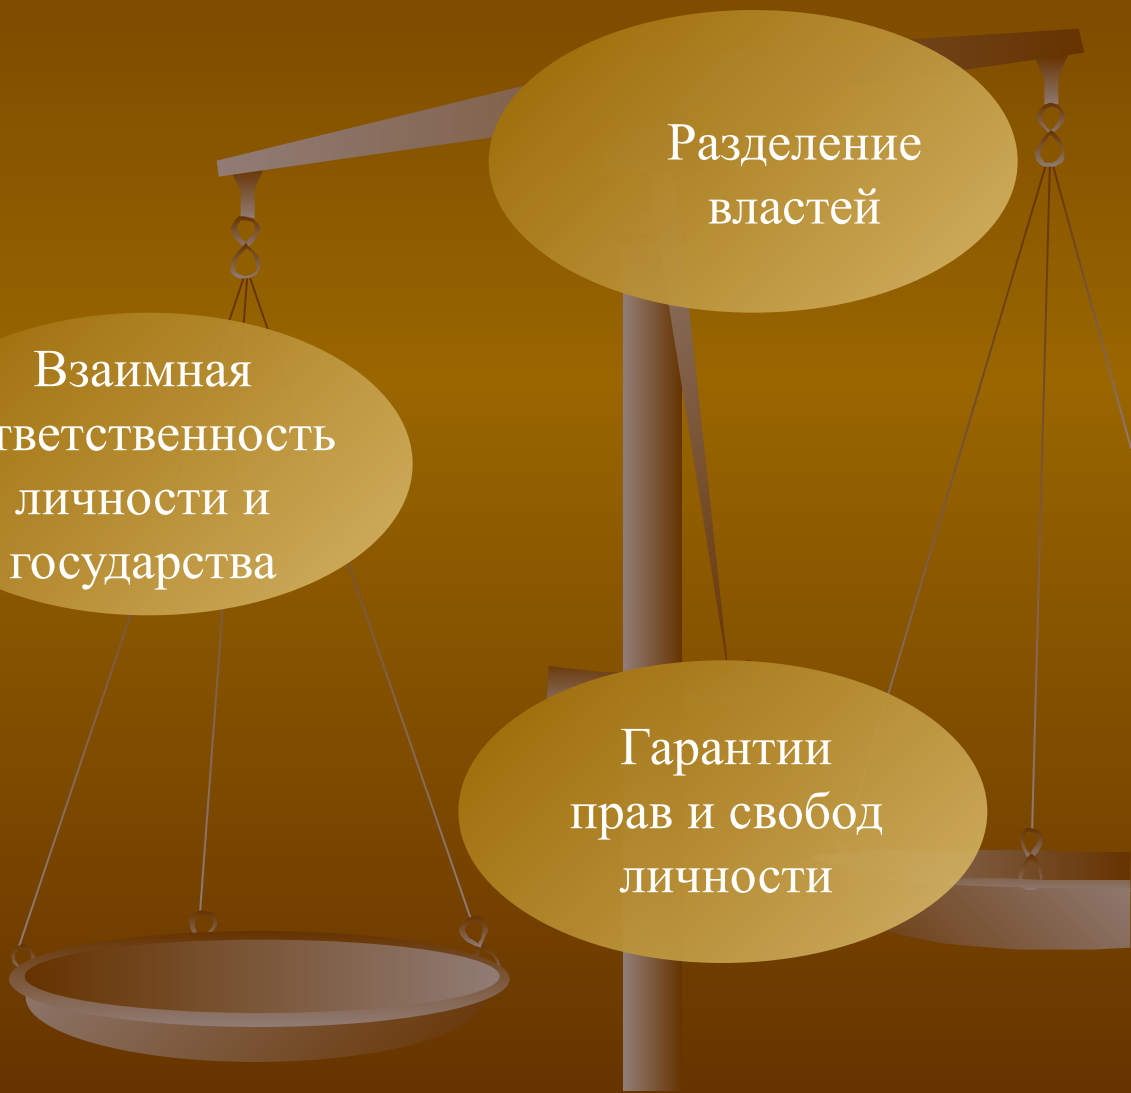 Разделение
властей
Взаимная
тветственность
личности и
государства
Гарантии
прав и свобод
личности